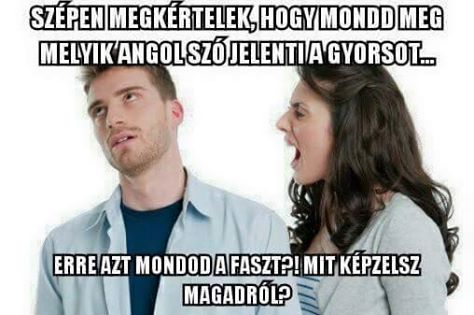 SZÉPEN MEGKÉRTELEK, HOGY MONDD MEG
MELYIK ANGOL SZÓ JELENTI A GYORSOT...
ERRE AZT MONDOD A FASZT?! MIT KÉPZELSZ
MAGADRÓL?